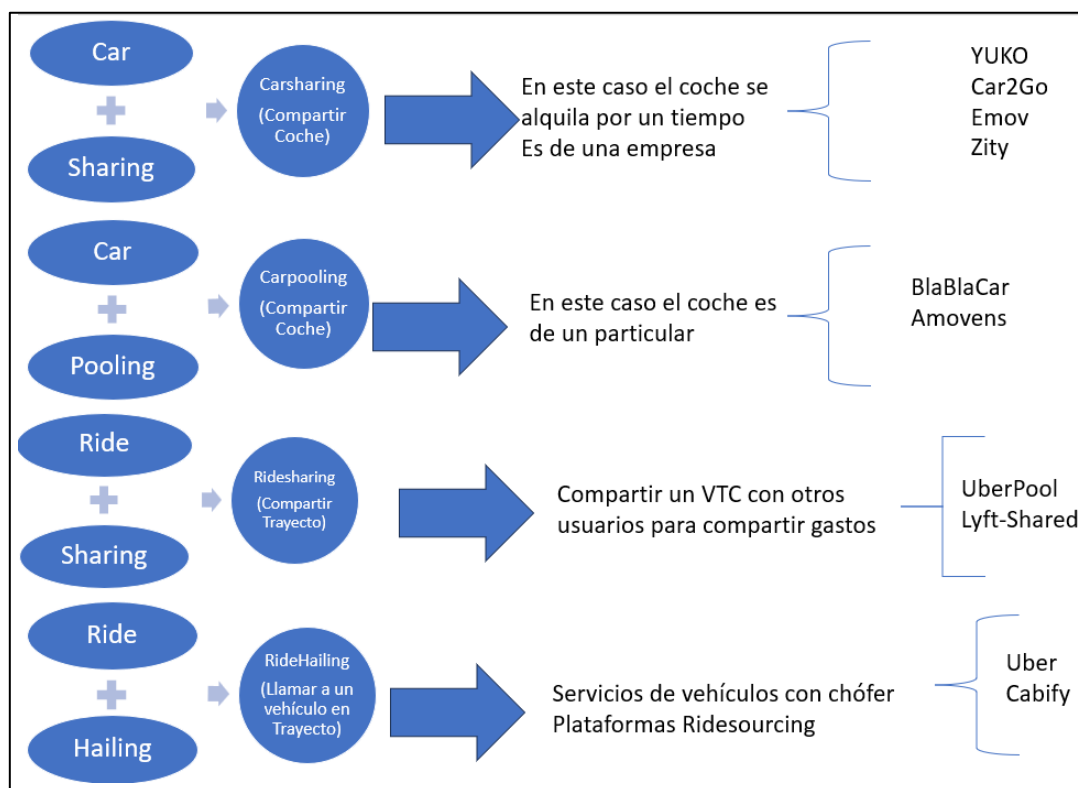 Car
Sharing
Carsharing
(Compartir
Coche)
En este caso el coche se
alquila por un tiempo
Es de una empresa
YUKO
Car2Go
Emov
Zity
Car
Pooling
Carpooling
(Compartir
Coche)
En este caso el coche es
de un particular
BlaBlaCar
Amovens
Ride
Sharing
Ridesharing
(Compartir
Trayecto)
Compartir un VTC con otros
usuarios para compartir gastos
UberPool
Lyft-Shared
Ride
Hailing
RideHailing
(Llamar a un
vehículo en
Trayecto)
Servicios de vehículos con chófer
Plataformas Ridesourcing
Uber
Cabify